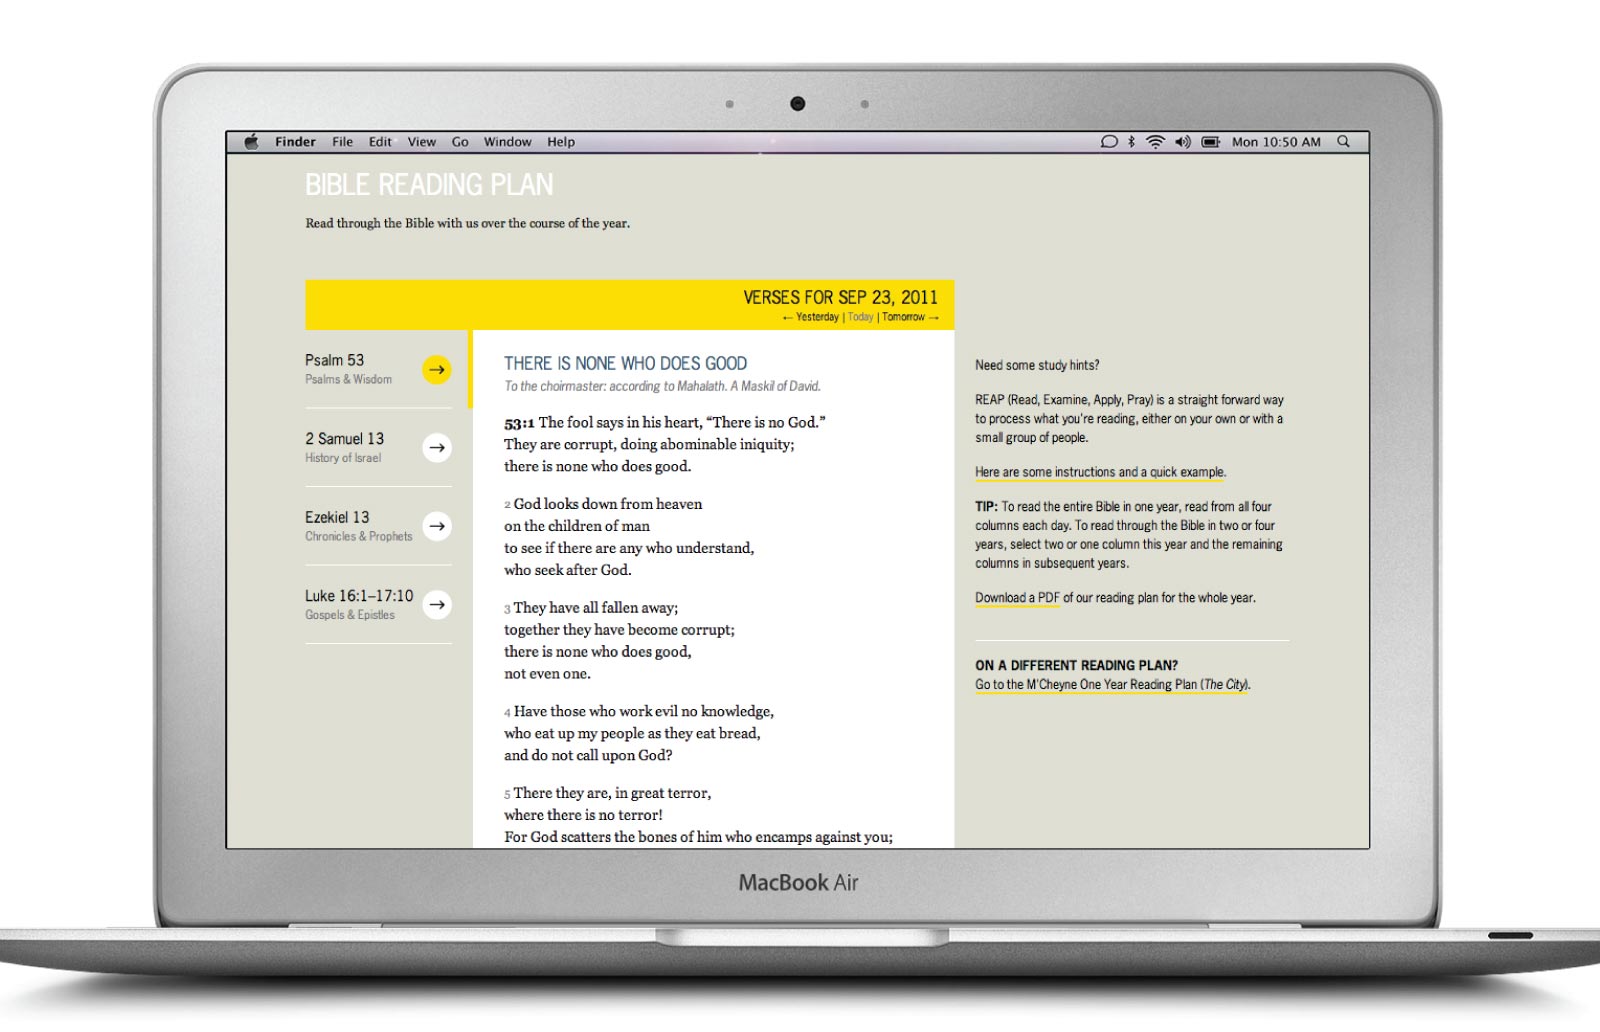 Finder File Edit View Go Window Help Mon 10:50 AM
BIBLE READING PLAN
Read through the Bible with us over the course of the year.
VERSES FOR SEP 23, 2011
← Yesterday | Today | Tomorrow →
Psalm 53
Psalms & Wisdom
→
2 Samuel 13
History of Israel
→
Ezekiel 13
Chronicles & Prophets
→
Luke 16:1–17:10
Gospels & Epistles
→
THERE IS NONE WHO DOES GOOD
To the choirmaster: according to Mahalath. A Maskil of David.
53:1 The fool says in his heart, “There is no God.”
They are corrupt, doing abominable iniquity;
there is none who does good.
2 God looks down from heaven
on the children of man
to see if there are any who understand,
who seek after God.
3 They have all fallen away;
together they have become corrupt;
there is none who does good,
not even one.
4 Have those who work evil no knowledge,
who eat up my people as they eat bread,
and do not call upon God?
5 There they are, in great terror,
where there is no terror!
For God scatters the bones of him who encamps against you;
Need some study hints?
REAP (Read, Examine, Apply, Pray) is a straight forward way
to process what you're reading, either on your own or with a
small group of people.
Here are some instructions and a quick example.
TIP: To read the entire Bible in one year, read from all four
columns each day. To read through the Bible in two or four
years, select two or one column this year and the remaining
columns in subsequent years.
Download a PDF of our reading plan for the whole year.
ON A DIFFERENT READING PLAN?
Go to the M'Cheyne One Year Reading Plan (The City).
MacBook Air